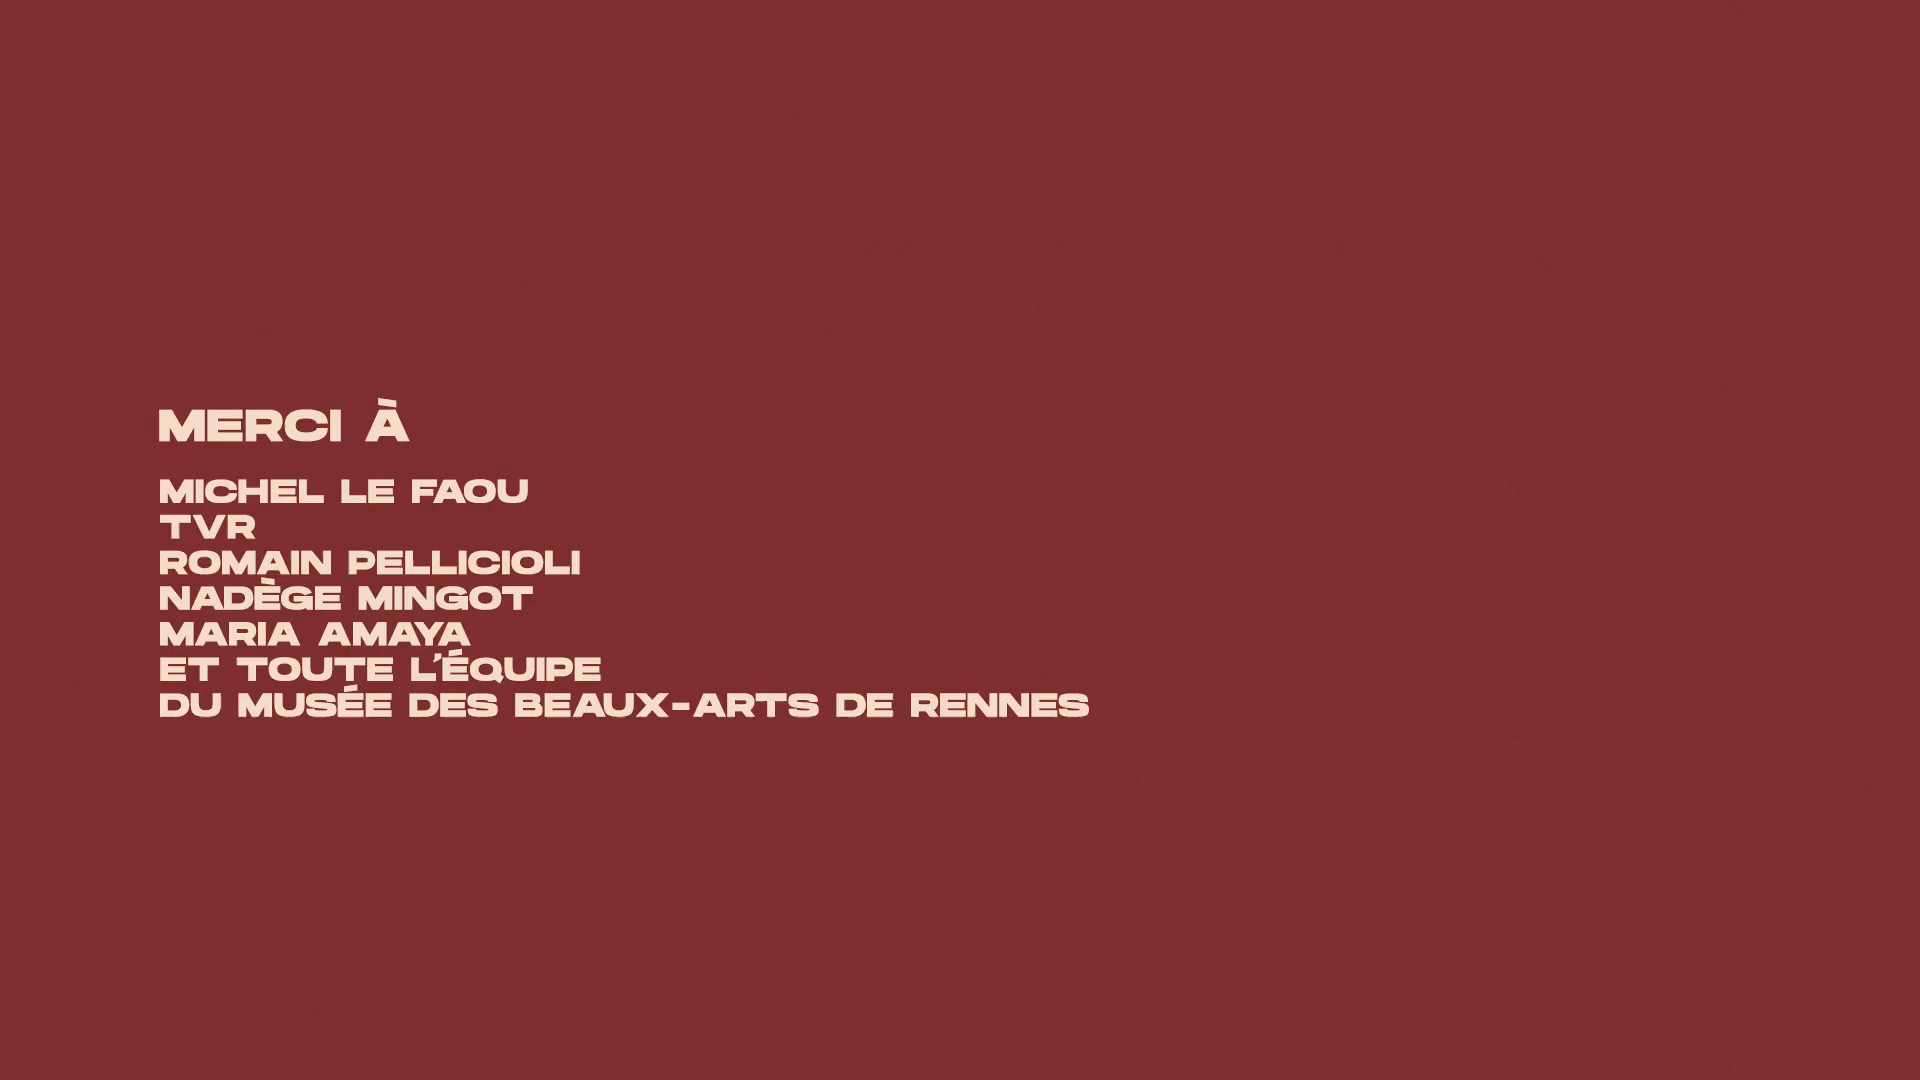 MERCI À
MICHEL LE FAOU
TVR
ROMAIN PELLICIOLI
NADÈGE MINGOT
MARIA AMAYA
ET TOUTE L'ÉQUIPE
DU MUSÉE DES BEAUX-ARTS DE RENNES